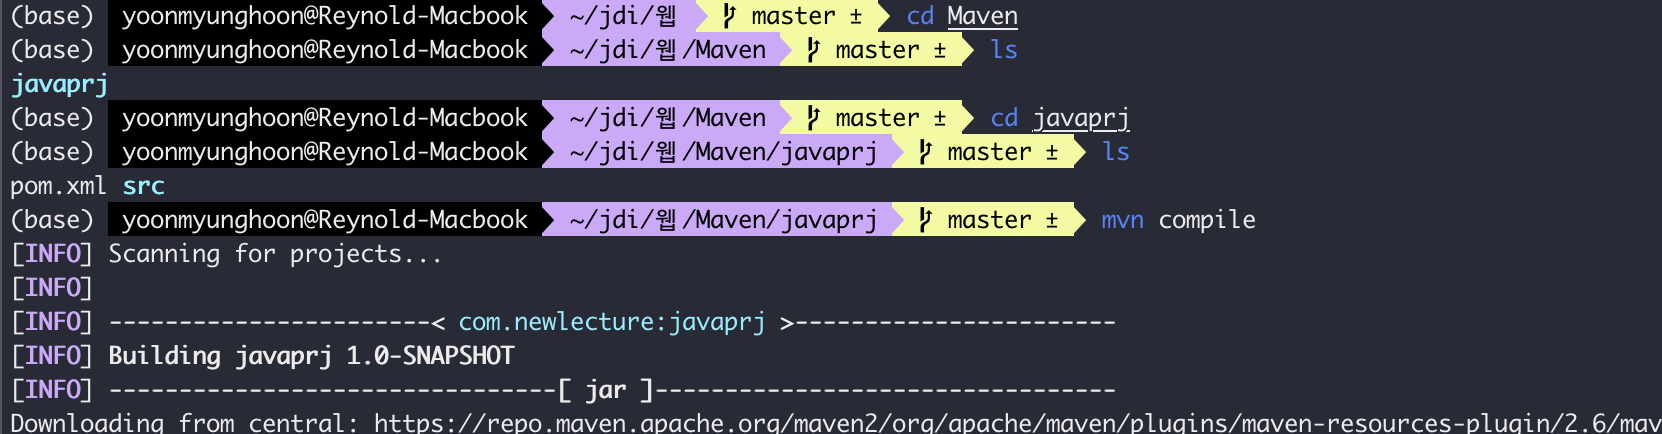 (base) yoonmyunghoon@Reynold-Macbook ~/jdi/웹 master ± cd Maven
(base) yoonmyunghoon@Reynold-Macbook ~/jdi/웹/Maven master ± ls
javaprj
(base) yoonmyunghoon@Reynold-Macbook ~/jdi/웹/Maven master ± cd javaprj
(base) yoonmyunghoon@Reynold-Macbook ~/jdi/웹/Maven/javaprj master ± ls
pom.xml src
(base) yoonmyunghoon@Reynold-Macbook ~/jdi/웹/Maven/javaprj master ± mvn compile
[INFO] Scanning for projects...
[INFO]
[INFO] -----------------------< com.newlecture:javaprj >-----------------------
[INFO] Building javaprj 1.0-SNAPSHOT
[INFO] --------------------------------[ jar ]---------------------------------
Downloading from central: https://repo.maven.apache.org/maven2/org/apache/maven/plugins/maven-resources-plugin/2.6/mav